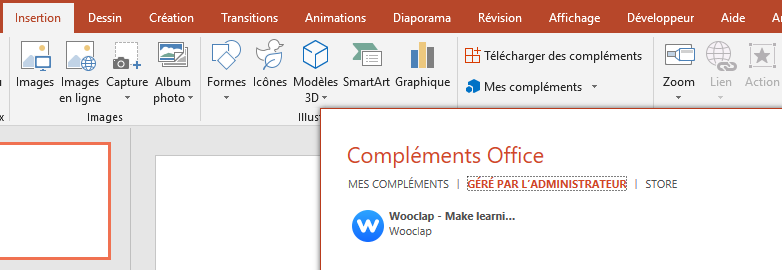 Insertion Dessin Création Transitions Animations Diaporama Révision Affichage Développeur Aide
Images Images en ligne Capture Album photo Formes Icônes Modèles 3D SmartArt Graphique
Télécharger des compléments
Mes compléments
Zoom Lien Action
Images Illust
Compléments Office
MES COMPLÉMENTS | GÉRÉ PAR L'ADMINISTRATEUR | STORE
W
Wooclap - Make learni...
Wooclap